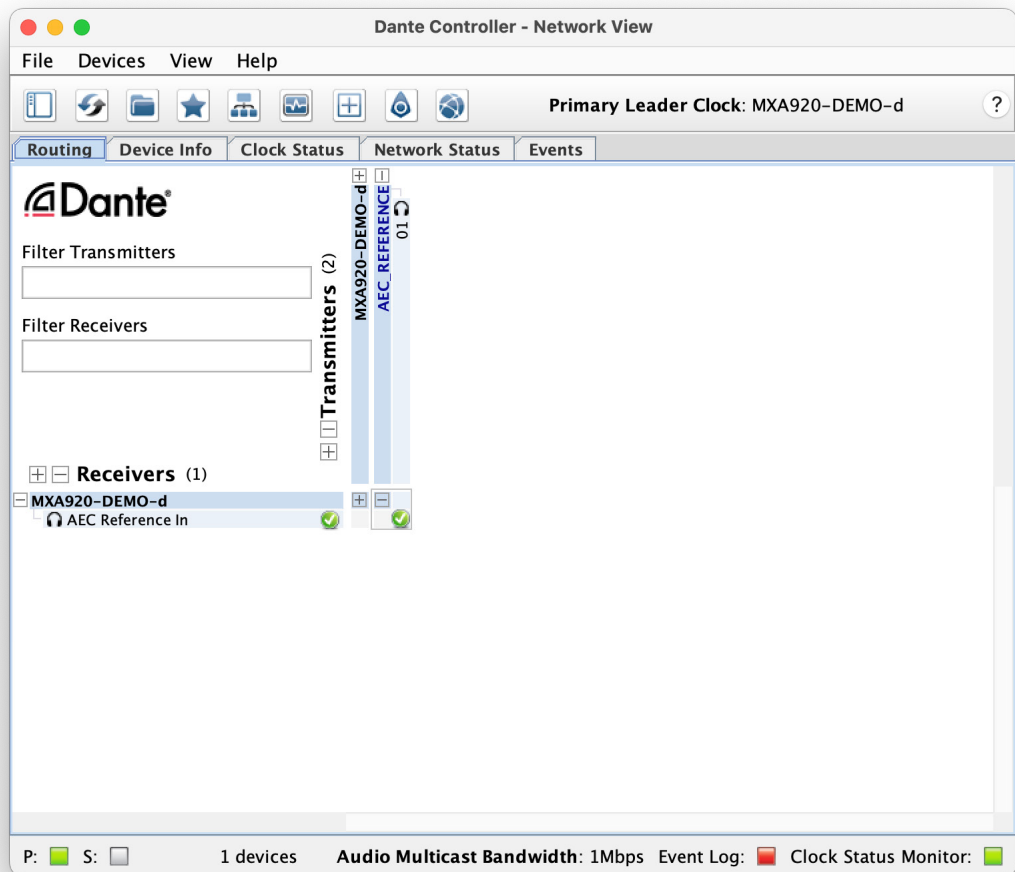 Dante Controller - Network View
File Devices View Help
Primary Leader Clock: MXA920-DEMO-d
?
Routing Device Info Clock Status Network Status Events
Dante®
Filter Transmitters
Filter Receivers
Transmitters (2)
MXA920-DEMO-d
AEC_REFERENCE
01
Receivers (1)
MXA920-DEMO-d
AEC Reference In
P: S: 1 devices Audio Multicast Bandwidth: 1Mbps Event Log: Clock Status Monitor: